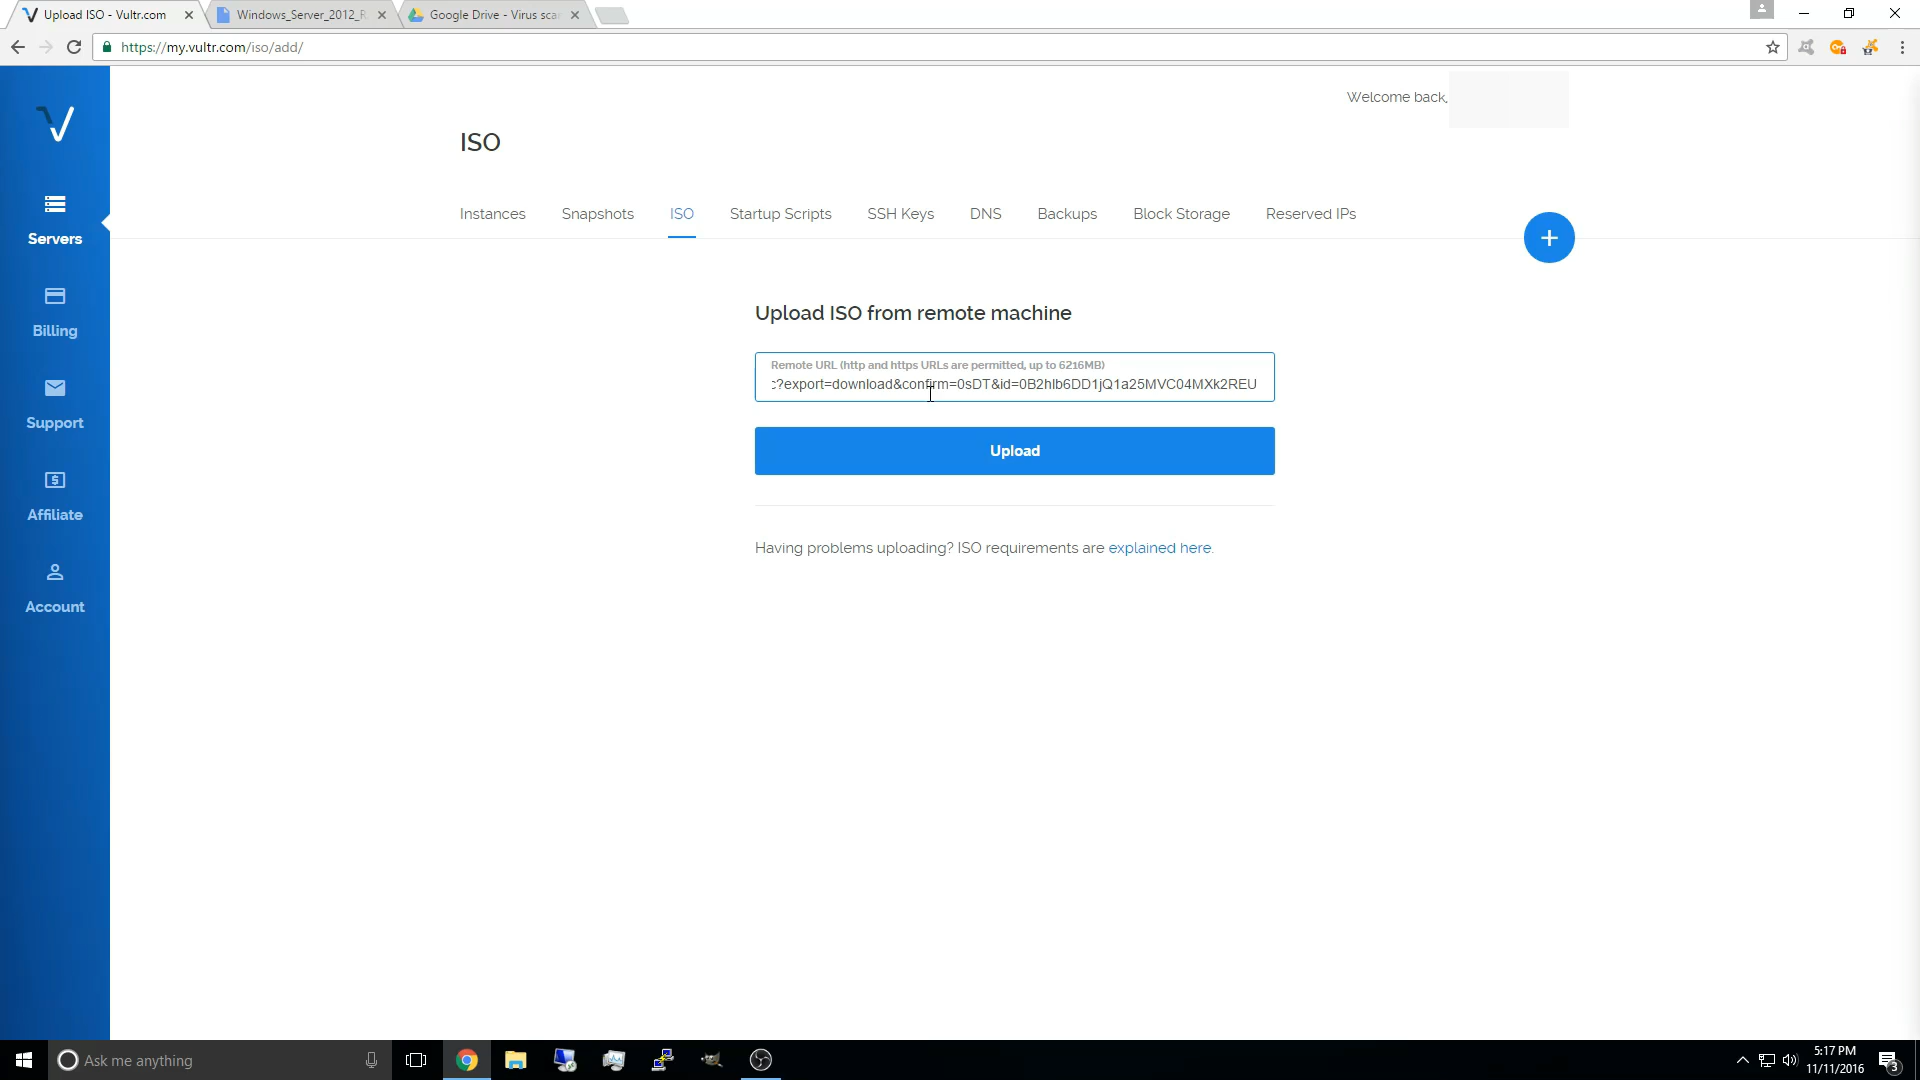 Upload ISO - Vultr.com
Windows_Server_2012_R
Google Drive - Virus sca
https://my.vultr.com/iso/add/
Welcome back,
ISO
Instances Snapshots ISO Startup Scripts SSH Keys DNS Backups Block Storage Reserved IPs
Servers
Billing
Support
Affiliate
Account
Upload ISO from remote machine
Remote URL (http and https URLs are permitted, up to 6216MB)
c?export=download&confirm=0sDT&id=0B2hlb6DD1jQ1a25MVC04MXk2REU
Upload
Having problems uploading? ISO requirements are explained here.
Ask me anything
5:17 PM
11/11/2016
3